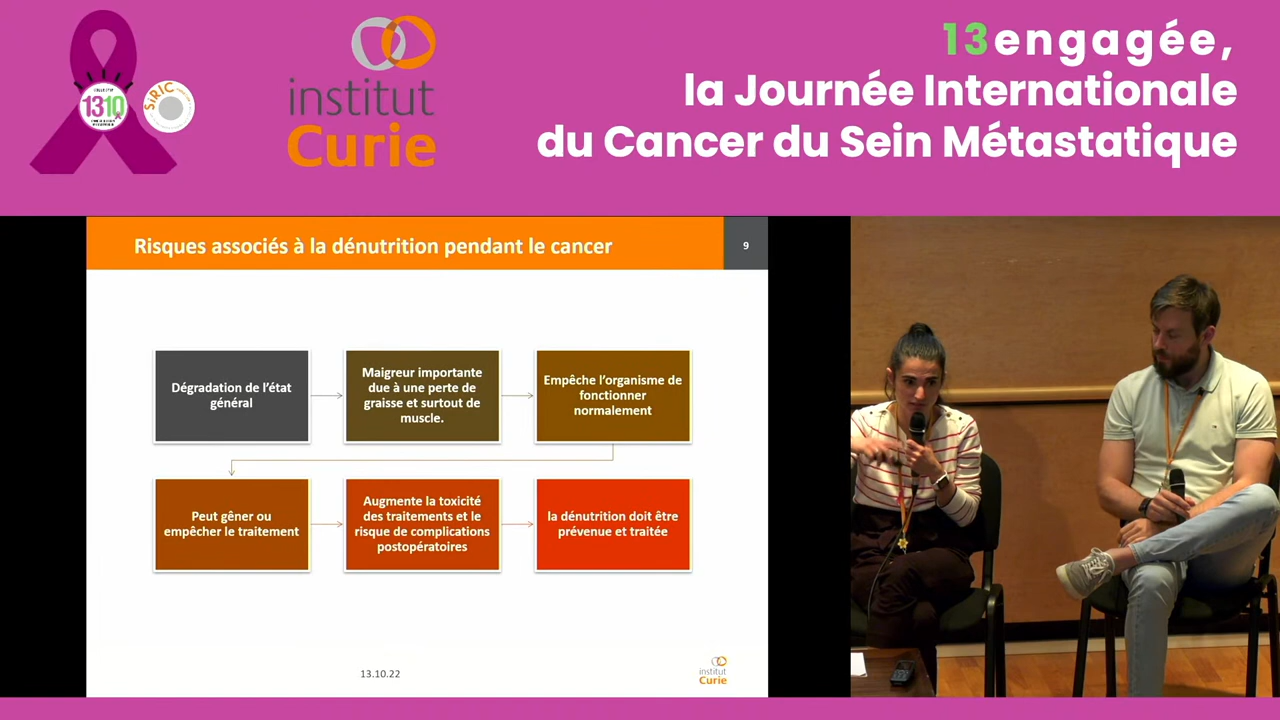 1310
SiRIC
institut
Curie
13engagée,
la Journée Internationale
du Cancer du Sein Métastatique
Risques associés à la dénutrition pendant le cancer
9
Dégradation de l'état
général
Maigreur importante
due à une perte de
graisse et surtout de
muscle.
Empêche l'organisme de
fonctionner
normalement
Peut gêner ou
empêcher le traitement
Augmente la toxicité
des traitements et le
risque de complications
postopératoires
la dénutrition doit être
prévenue et traitée
13.10.22
institut
Curie